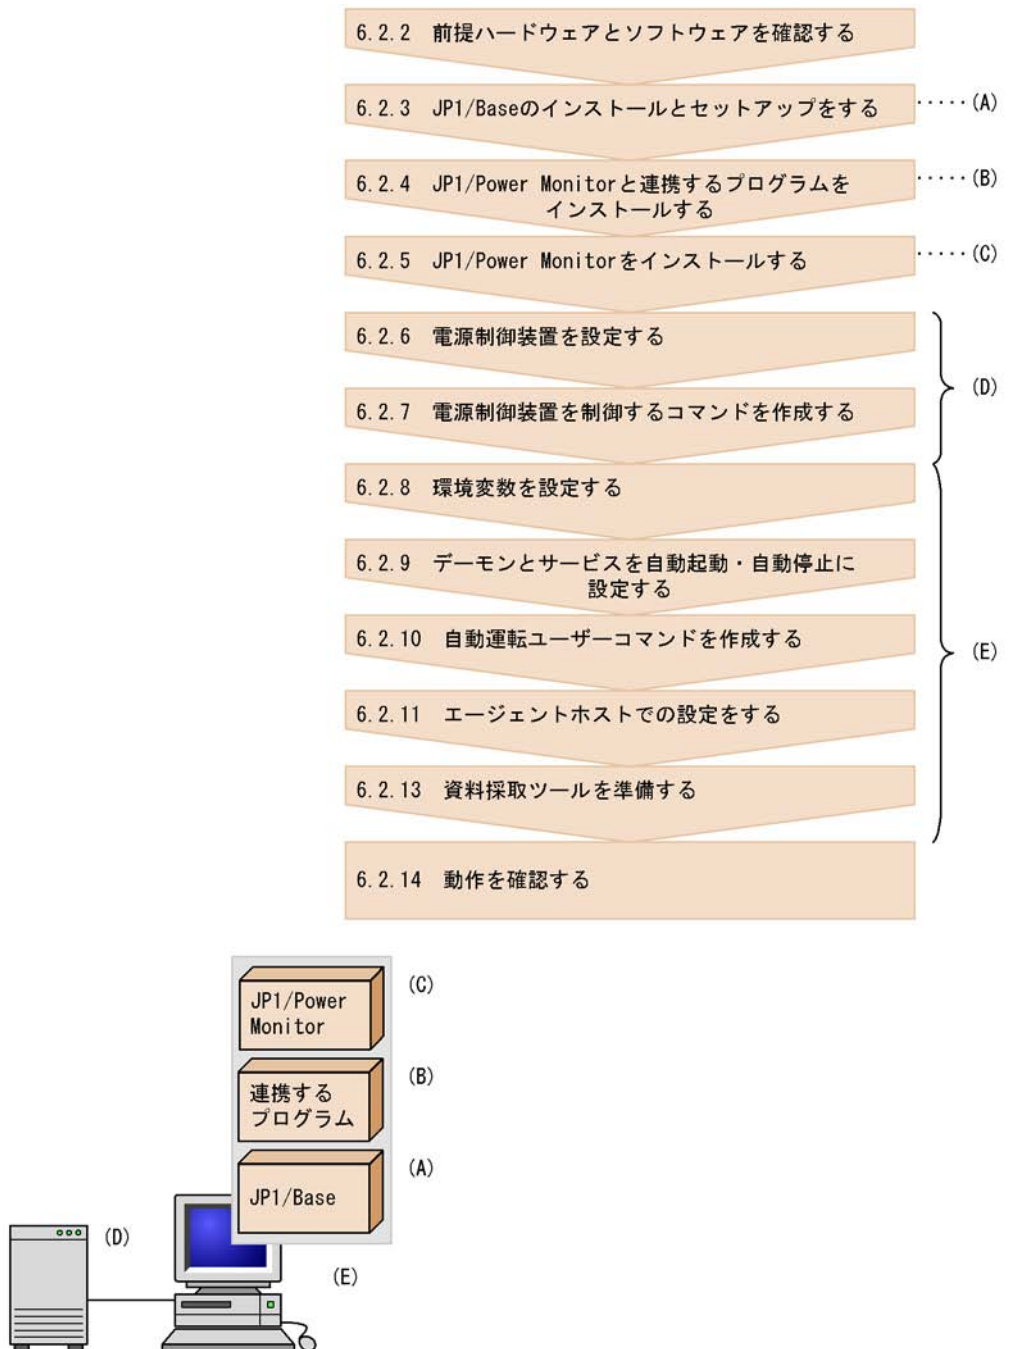 6.2.2 前提ハードウェアとソフトウェアを確認する
6.2.3 JP1/Baseのインストールとセットアップをする
·····(A)
6.2.4 JP1/Power Monitorと連携するプログラムを
インストールする
·····(B)
6.2.5 JP1/Power Monitorをインストールする
·····(C)
6.2.6 電源制御装置を設定する
6.2.7 電源制御装置を制御するコマンドを作成する
(D)
6.2.8 環境変数を設定する
6.2.9 デーモンとサービスを自動起動・自動停止に
設定する
6.2.10 自動運転ユーザーコマンドを作成する
6.2.11 エージェントホストでの設定をする
6.2.13 資料採取ツールを準備する
(E)
6.2.14 動作を確認する
JP1/Power
Monitor
(C)
連携する
プログラム
(B)
JP1/Base
(A)
(D)
(E)